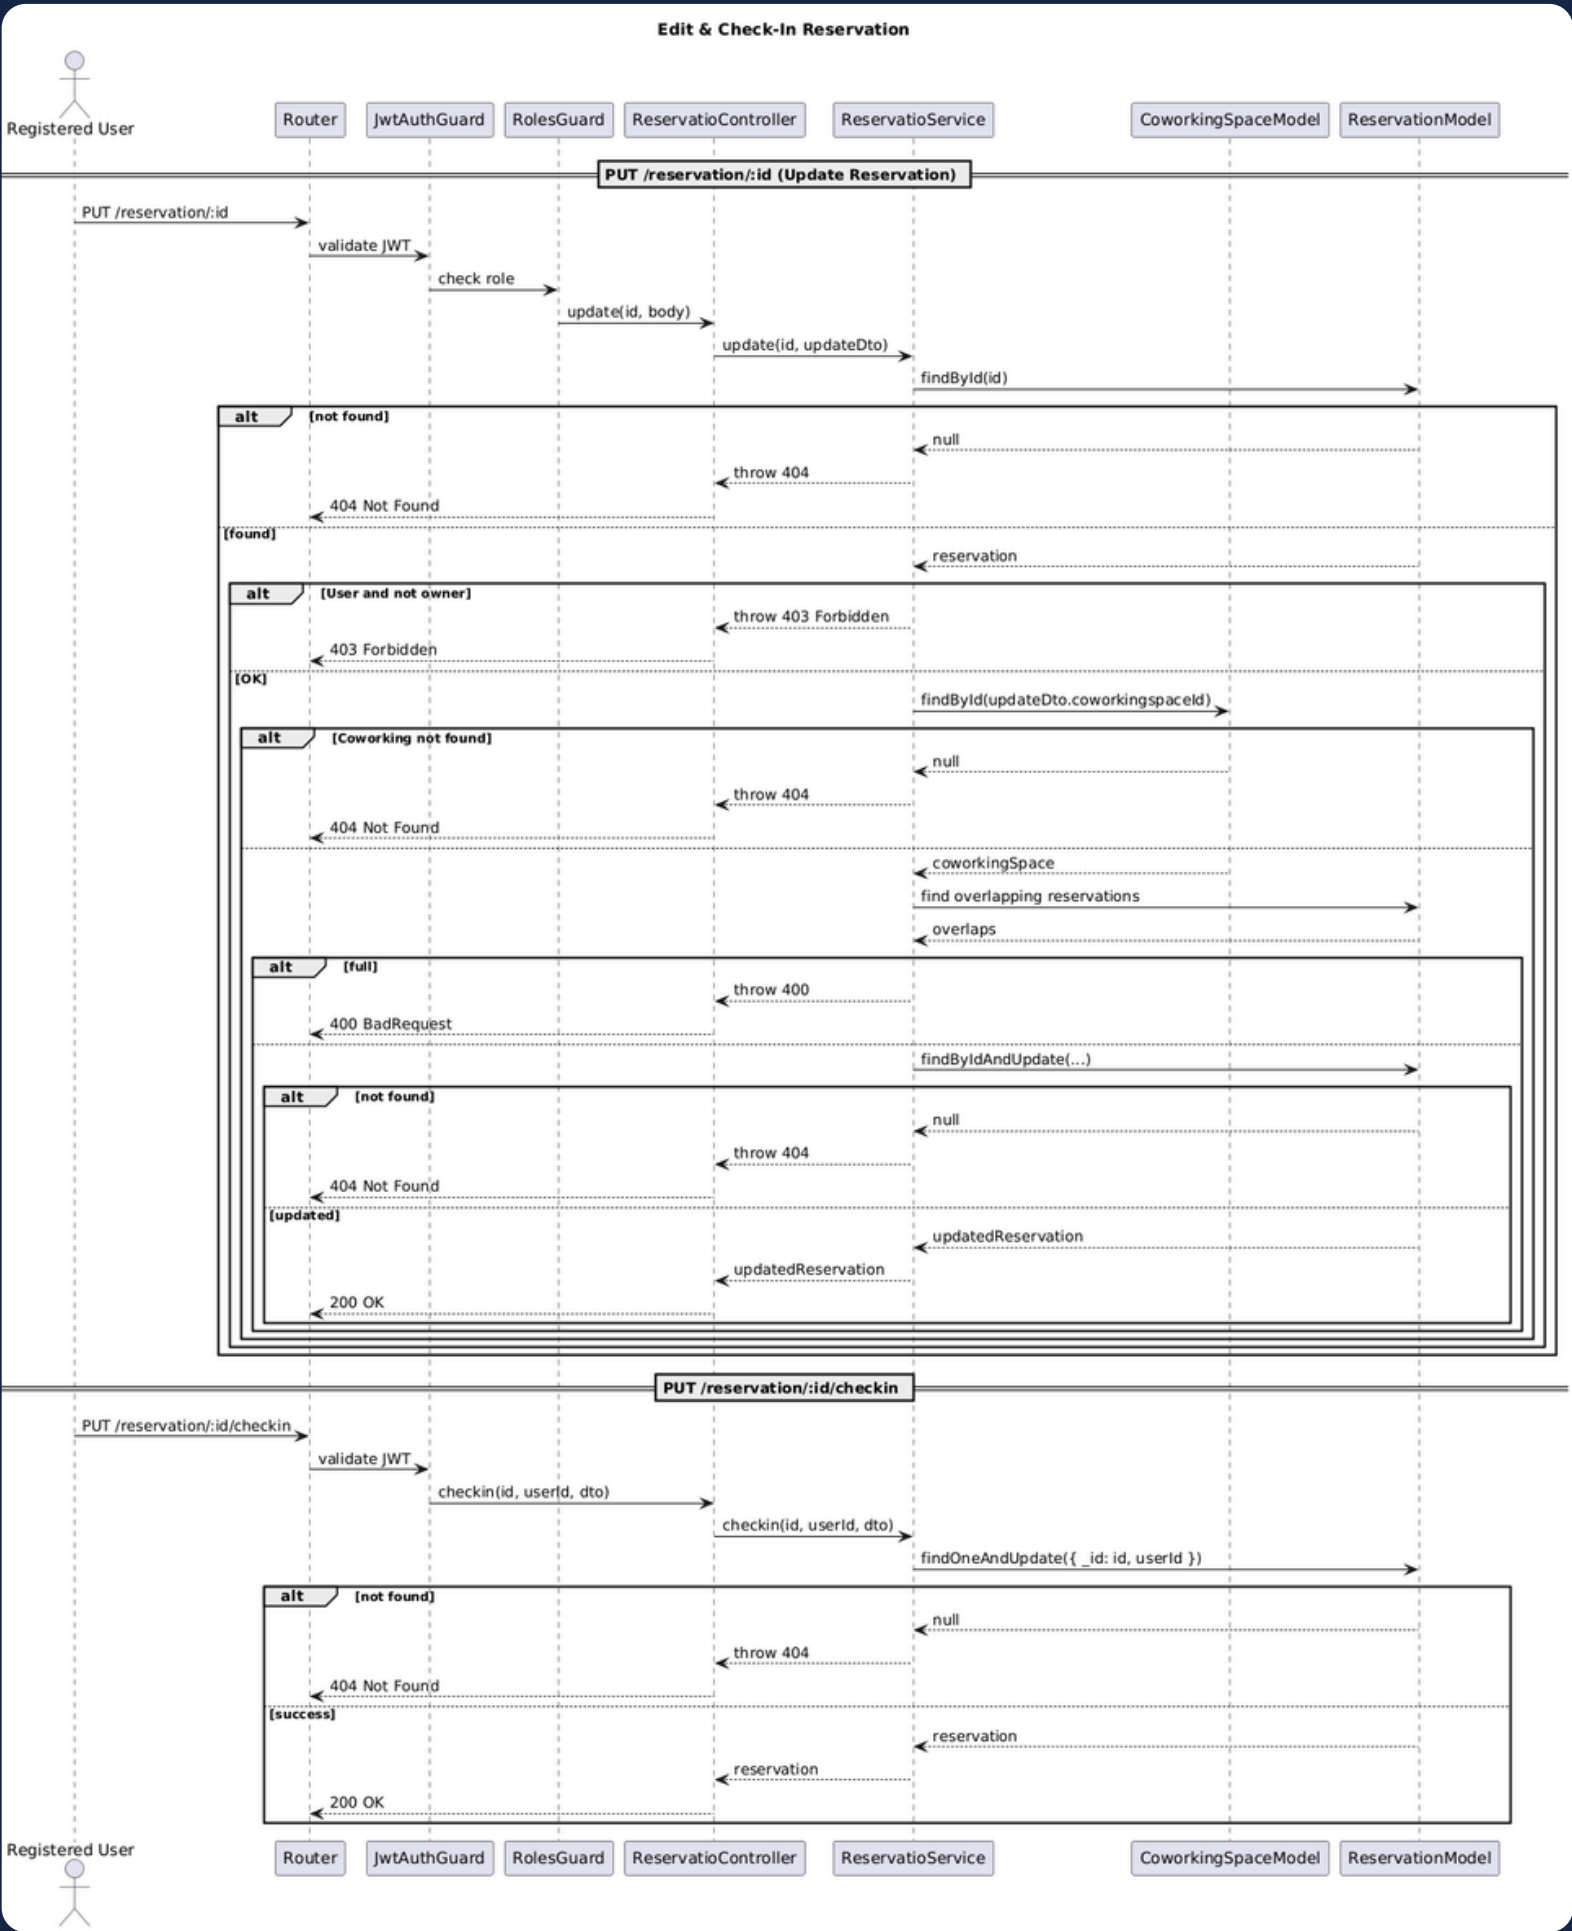 Edit & Check-In Reservation
Registered User
Router
JwtAuthGuard
RolesGuard
ReservatioController
ReservatioService
CoworkingSpaceModel
ReservationModel
PUT /reservation/:id (Update Reservation)
PUT /reservation/:id
validate JWT
check role
update(id, body)
update(id, updateDto)
findById(id)
alt [not found]
null
throw 404
404 Not Found
[found]
reservation
alt [User and not owner]
throw 403 Forbidden
403 Forbidden
[OK]
findById(updateDto.coworkingspaceId)
alt [Coworking not found]
null
throw 404
404 Not Found
coworkingSpace
find overlapping reservations
overlaps
alt [full]
throw 400
400 BadRequest
findByIdAndUpdate(...)
alt [not found]
null
throw 404
404 Not Found
[updated]
updatedReservation
updatedReservation
200 OK
PUT /reservation/:id/checkin
PUT /reservation/:id/checkin
validate JWT
checkin(id, userId, dto)
checkin(id, userId, dto)
findOneAndUpdate({ _id: id, userId })
alt [not found]
null
throw 404
404 Not Found
[success]
reservation
reservation
200 OK
Registered User
Router
JwtAuthGuard
RolesGuard
ReservatioController
ReservatioService
CoworkingSpaceModel
ReservationModel